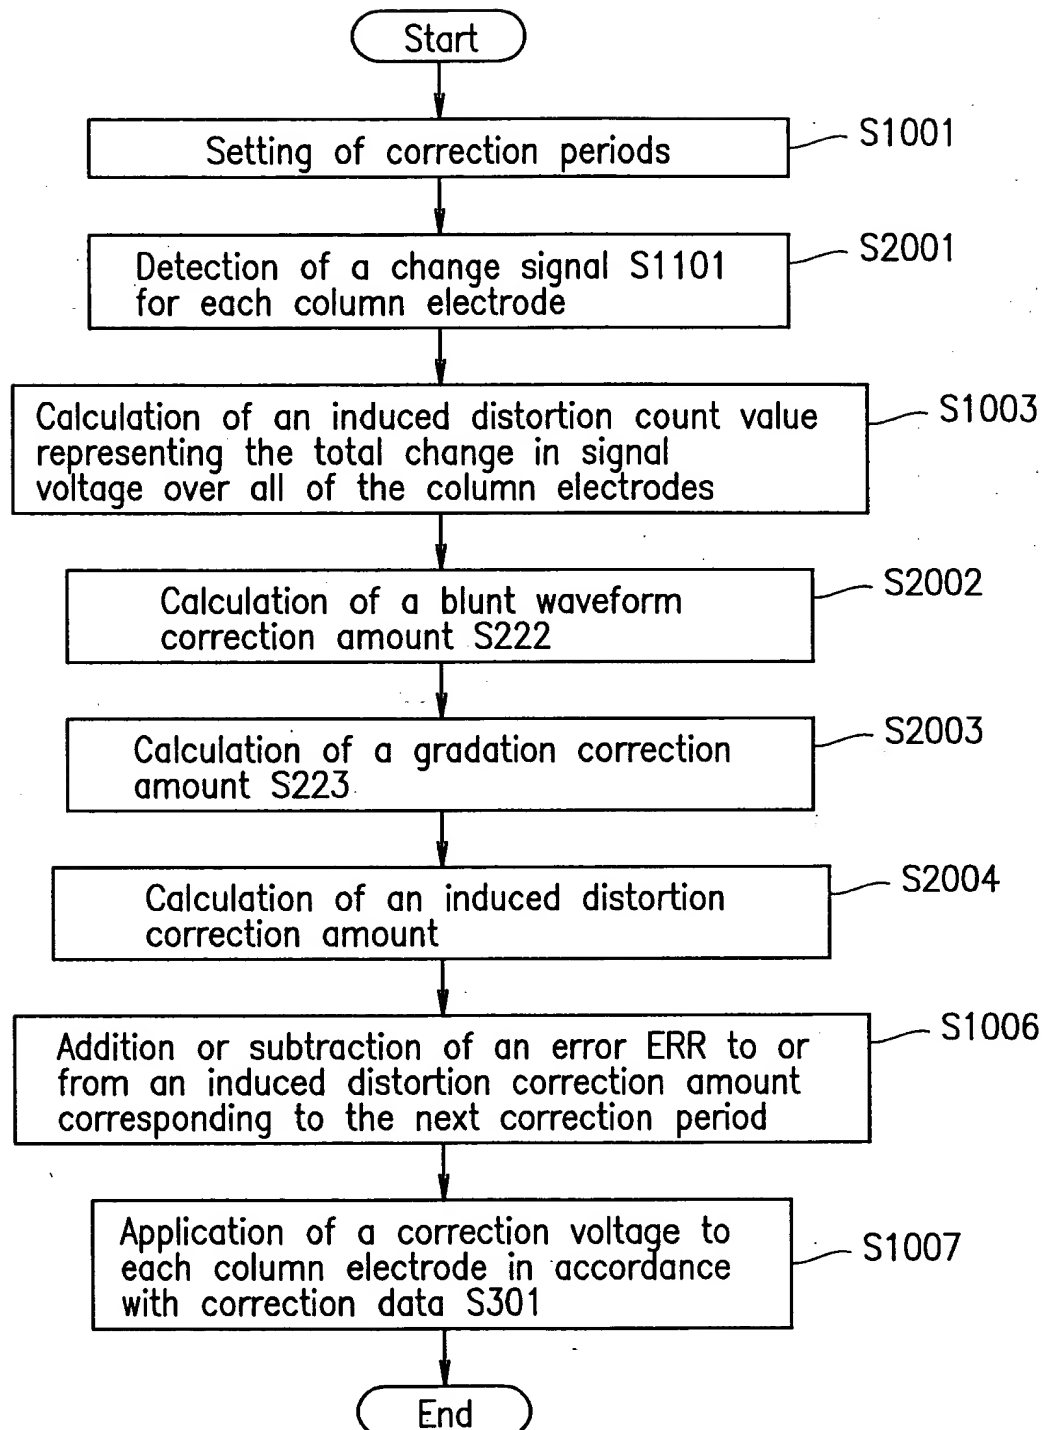 Start
Setting of correction periods
S1001
Detection of a change signal S1101
for each column electrode
S2001
Calculation of an induced distortion count value
representing the total change in signal
voltage over all of the column electrodes
S1003
Calculation of a blunt waveform
correction amount S222
S2002
Calculation of a gradation correction
amount S223
S2003
Calculation of an induced distortion
correction amount
S2004
Addition or subtraction of an error ERR to or
from an induced distortion correction amount
corresponding to the next correction period
S1006
Application of a correction voltage to
each column electrode in accordance
with correction data S301
S1007
End